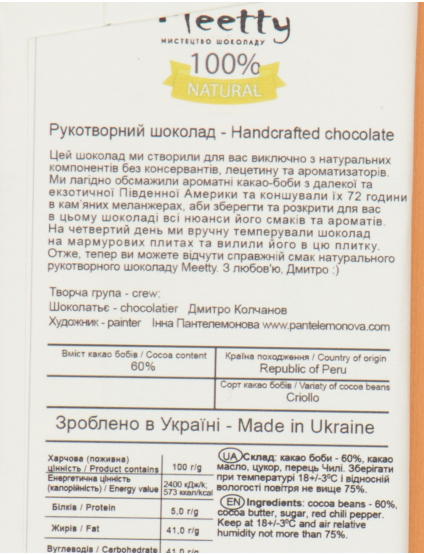 Meetty
МИСТЕЦТВО ШОКОЛАДУ
100%
NATURAL
Рукотворний шоколад - Handcrafted chocolate
Цей шоколад ми створили для вас виключно з натуральних
компонентів без консервантів, лецетину та ароматизаторів.
Ми лагідно обсмажили ароматні какао-боби з далекої та
екзотичної Південної Америки та коншували їх 72 години
в кам'яних меланжерах, аби зберегти та розкрити для вас
в цьому шоколаді всі нюанси його смаків та ароматів.
На четвертий день ми вручну темперували шоколад
на мармурових плитах та вилили його в цю плитку.
Отже, тепер ви можете відчути справжній смак натурального
рукотворного шоколаду Meetty. З любов'ю, Дмитро :)
Творча група - crew:
Шоколатьє - chocolatier Дмитро Колчанов
Художник - painter Інна Пантелемонова www.pantelemonova.com
Вміст какао бобів / Cocoa content
60%
Країна походження / Country of origin
Republic of Peru
Сорт какао бобів / Variaty of cocoa beans
Criollo
Зроблено в Україні - Made in Ukraine
Харчова (поживна)
цінність / Product contains 100 г/g
Енергетична цінність
(калорійність) / Energy value 2400 кДж/к;
573 ккал/kcal
Білків / Protein 5,0 г/g
Жирів / Fat 41,0 г/g
Вуглеводів / Carbohydrate 41,0 г/g
UA Склад: какао боби - 60%, какао
масло, цукор, перець Чилі. Зберігати
при температурі 18+/-3ºC і відносній
вологості повітря не вище 75%.
EN Ingredients: cocoa beans - 60%,
cocoa butter, sugar, red chili pepper.
Keep at 18+/-3ºC and air relative
humidity not more than 75%.